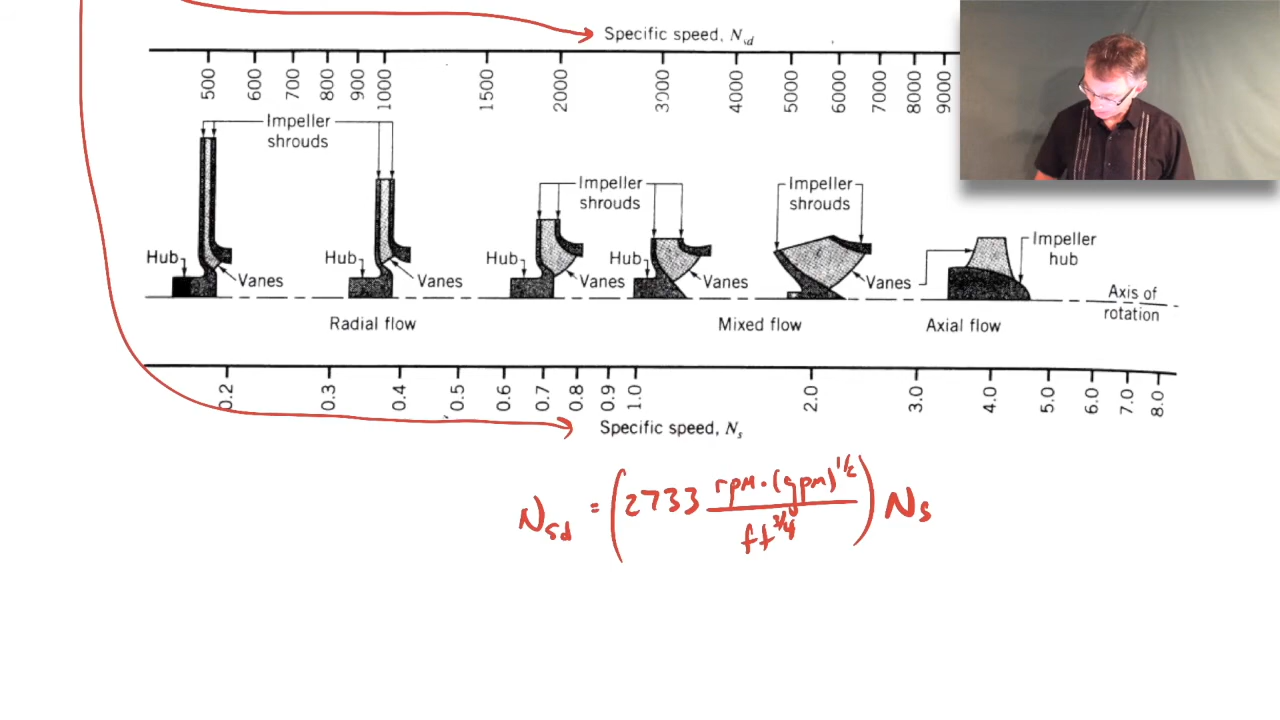 Specific speed, Nsd
500 600 700 800 900 1000 1500 2000 3000 4000 5000 6000 7000 8000 9000
Impeller shrouds
Impeller shrouds
Impeller shrouds
Hub
Vanes
Hub
Vanes
Hub
Vanes
Hub
Vanes
Vanes
Impeller hub
Axis of rotation
Radial flow
Mixed flow
Axial flow
0.2 0.3 0.4 0.5 0.6 0.7 0.8 0.9 1.0 2.0 3.0 4.0 5.0 6.0 7.0 8.0
Specific speed, Ns
Nsd = (2733 rpm·(gpm)^1/2 / ft^3/4) Ns